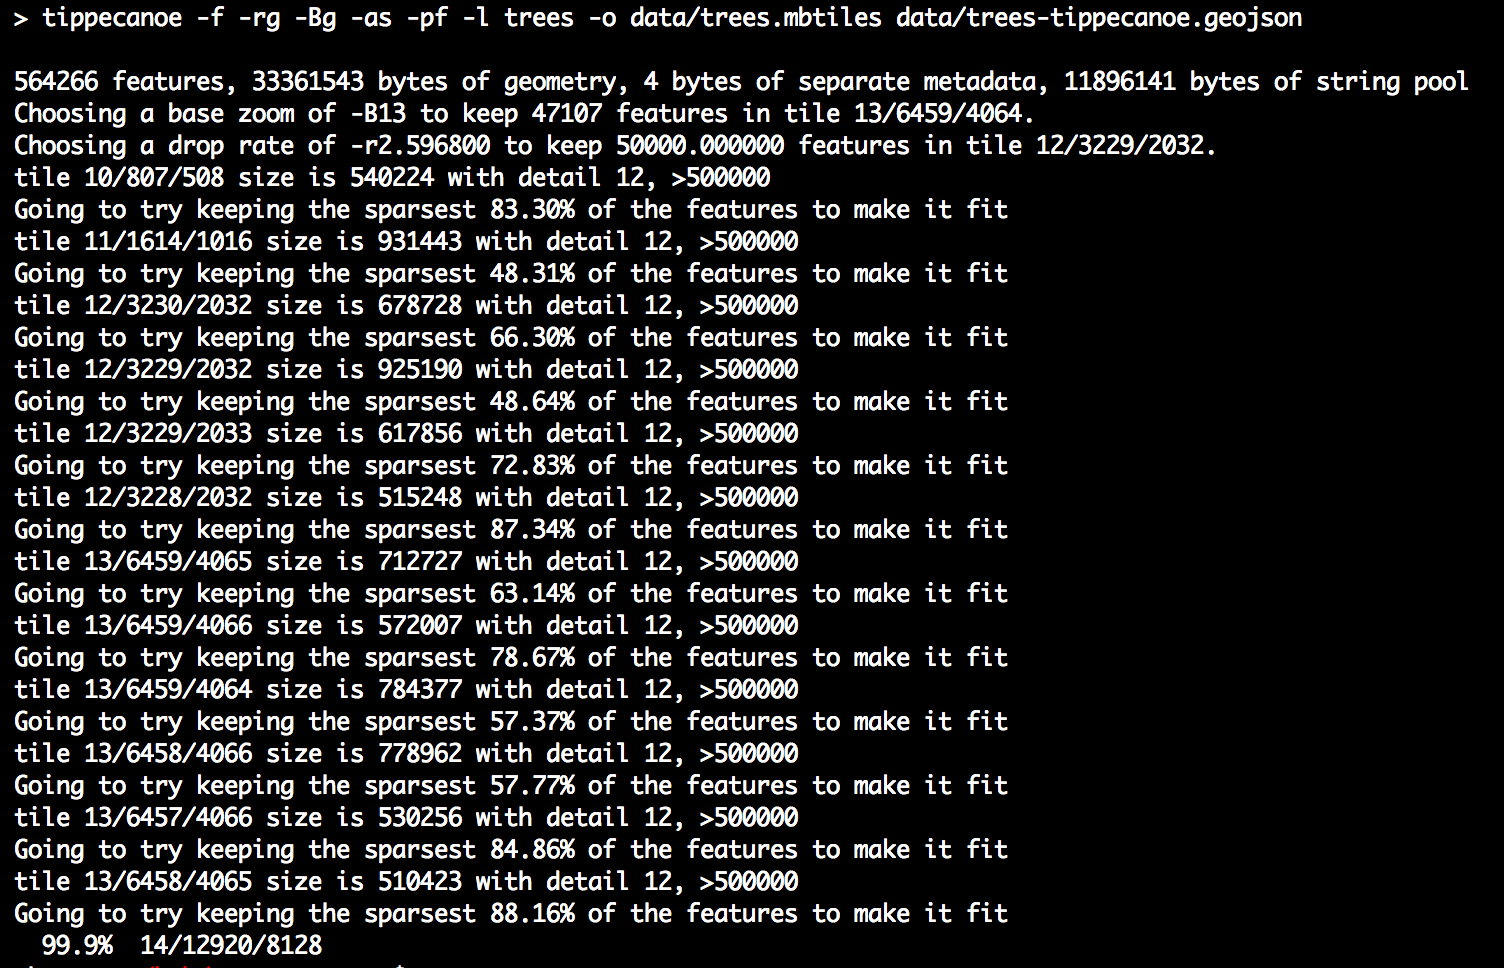 > tippecanoe -f -rg -Bg -as -pf -l trees -o data/trees.mbtiles data/trees-tippecanoe.geojson
564266 features, 33361543 bytes of geometry, 4 bytes of separate metadata, 11896141 bytes of string pool
Choosing a base zoom of -B13 to keep 47107 features in tile 13/6459/4064.
Choosing a drop rate of -r2.596800 to keep 50000.000000 features in tile 12/3229/2032.
tile 10/807/508 size is 540224 with detail 12, >500000
Going to try keeping the sparsest 83.30% of the features to make it fit
tile 11/1614/1016 size is 931443 with detail 12, >500000
Going to try keeping the sparsest 48.31% of the features to make it fit
tile 12/3230/2032 size is 678728 with detail 12, >500000
Going to try keeping the sparsest 66.30% of the features to make it fit
tile 12/3229/2032 size is 925190 with detail 12, >500000
Going to try keeping the sparsest 48.64% of the features to make it fit
tile 12/3229/2033 size is 617856 with detail 12, >500000
Going to try keeping the sparsest 72.83% of the features to make it fit
tile 12/3228/2032 size is 515248 with detail 12, >500000
Going to try keeping the sparsest 87.34% of the features to make it fit
tile 13/6459/4065 size is 712727 with detail 12, >500000
Going to try keeping the sparsest 63.14% of the features to make it fit
tile 13/6459/4066 size is 572007 with detail 12, >500000
Going to try keeping the sparsest 78.67% of the features to make it fit
tile 13/6459/4064 size is 784377 with detail 12, >500000
Going to try keeping the sparsest 57.37% of the features to make it fit
tile 13/6458/4066 size is 778962 with detail 12, >500000
Going to try keeping the sparsest 57.77% of the features to make it fit
tile 13/6457/4066 size is 530256 with detail 12, >500000
Going to try keeping the sparsest 84.86% of the features to make it fit
tile 13/6458/4065 size is 510423 with detail 12, >500000
Going to try keeping the sparsest 88.16% of the features to make it fit
99.9% 14/12920/8128